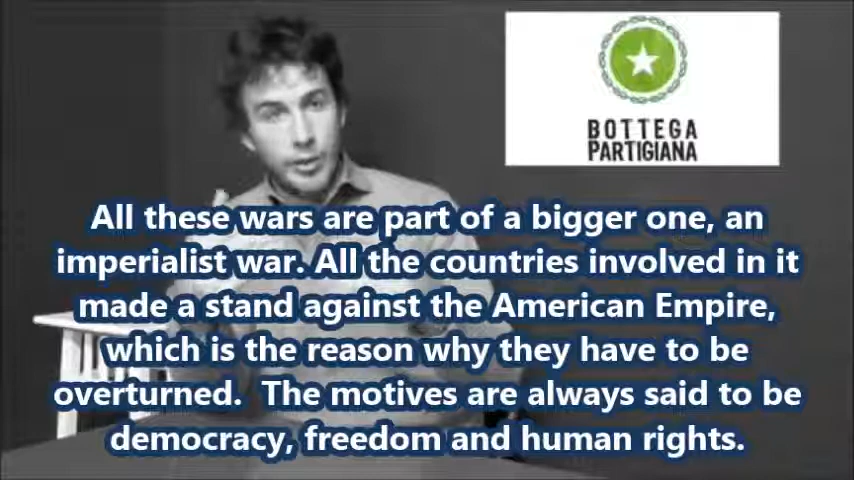 BOTTEGA
PARTIGIANA
All these wars are part of a bigger one, an
imperialist war. All the countries involved in it
made a stand against the American Empire,
which is the reason why they have to be
overturned.  The motives are always said to be
democracy, freedom and human rights.